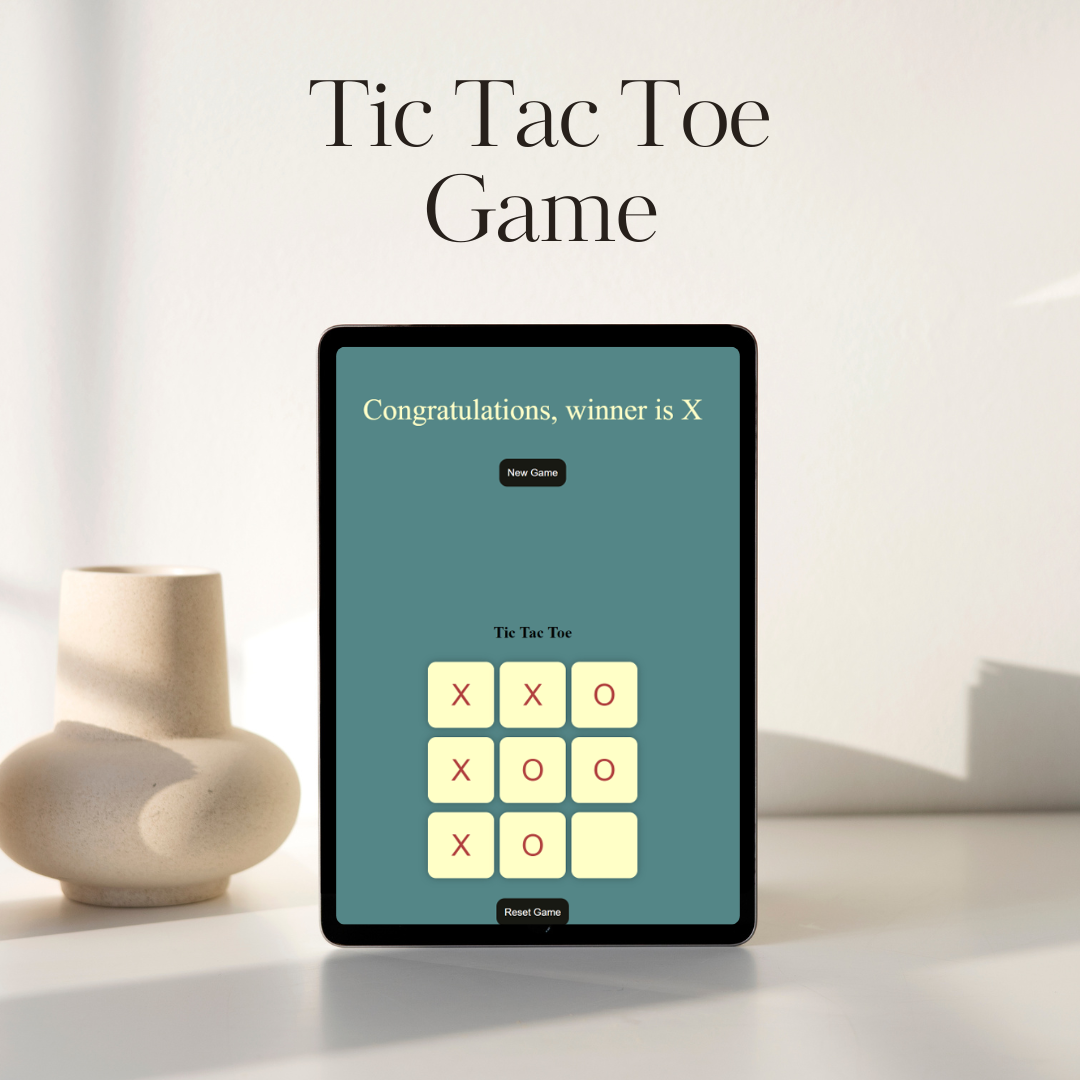 Tic Tac Toe
Game
Congratulations, winner is X
New Game
Tic Tac Toe
X X O
X O O
X O
Reset Game